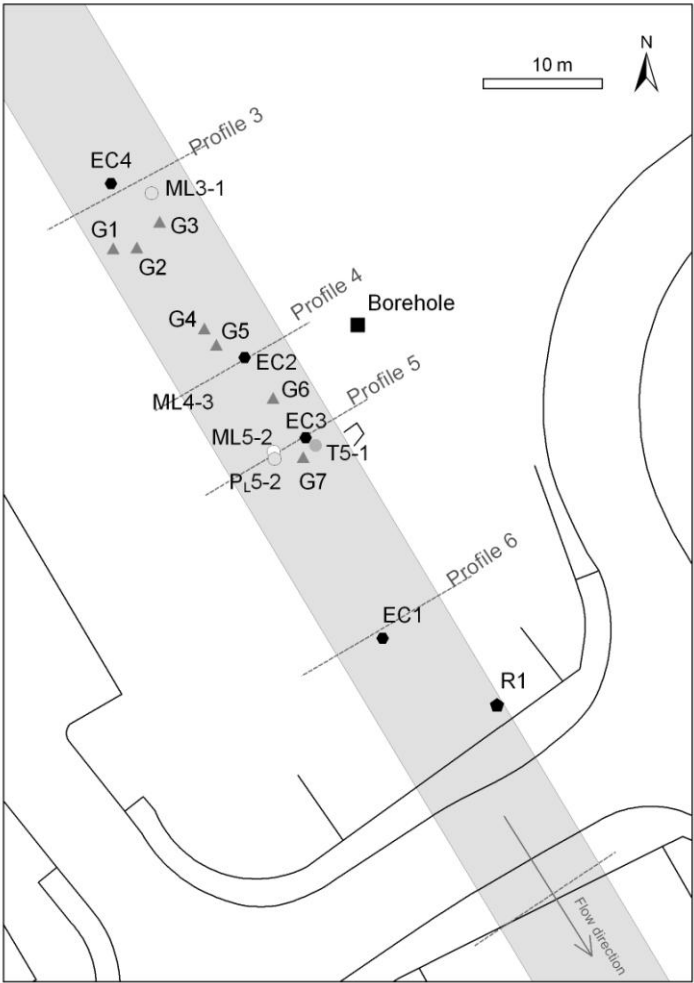 N
10 m
Profile 3
EC4
ML3-1
G1
G3
G2
Profile 4
Borehole
G4
G5
EC2
Profile 5
ML4-3
G6
EC3
ML5-2
T5-1
PL5-2
G7
Profile 6
EC1
R1
Flow direction